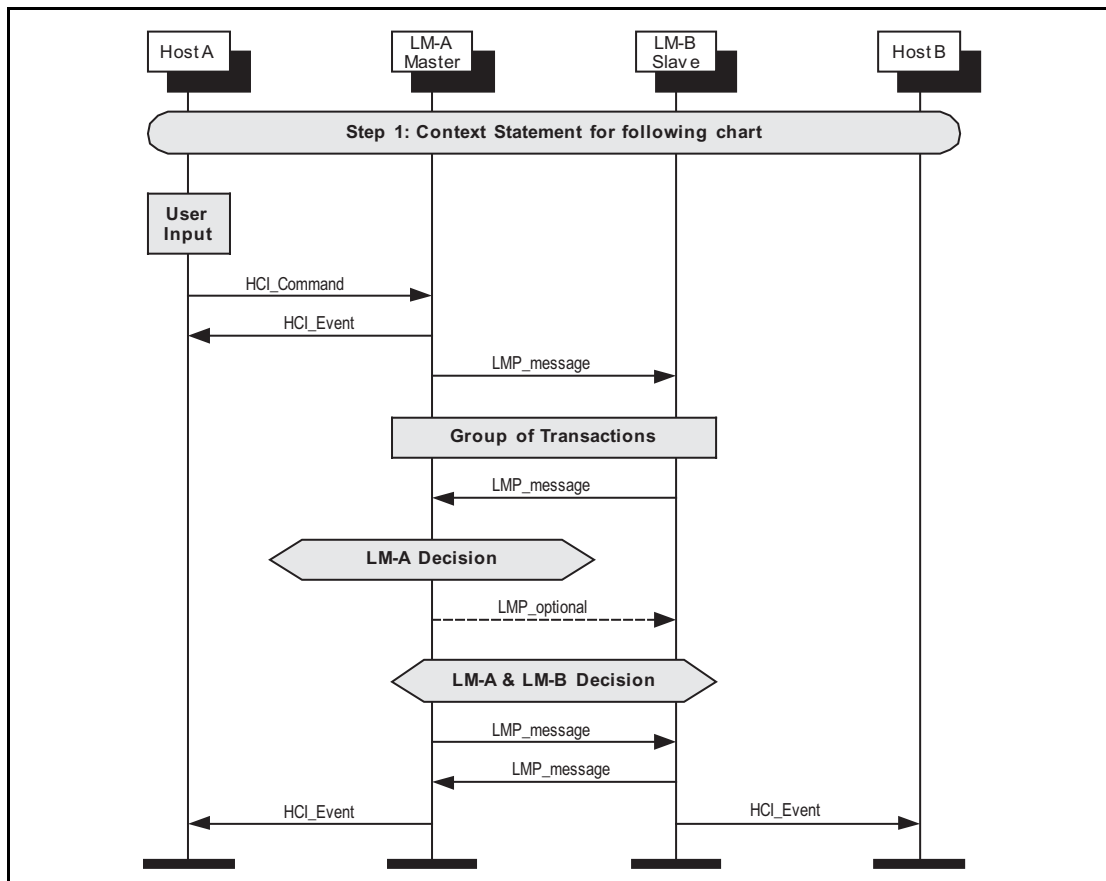 Host A
LM-A
Master
LM-B
Slave
Host B
Step 1: Context Statement for following chart
User
Input
HCI_Command
HCI_Event
LMP_message
Group of Transactions
LMP_message
LM-A Decision
LMP_optional
LM-A & LM-B Decision
LMP_message
LMP_message
HCI_Event
HCI_Event